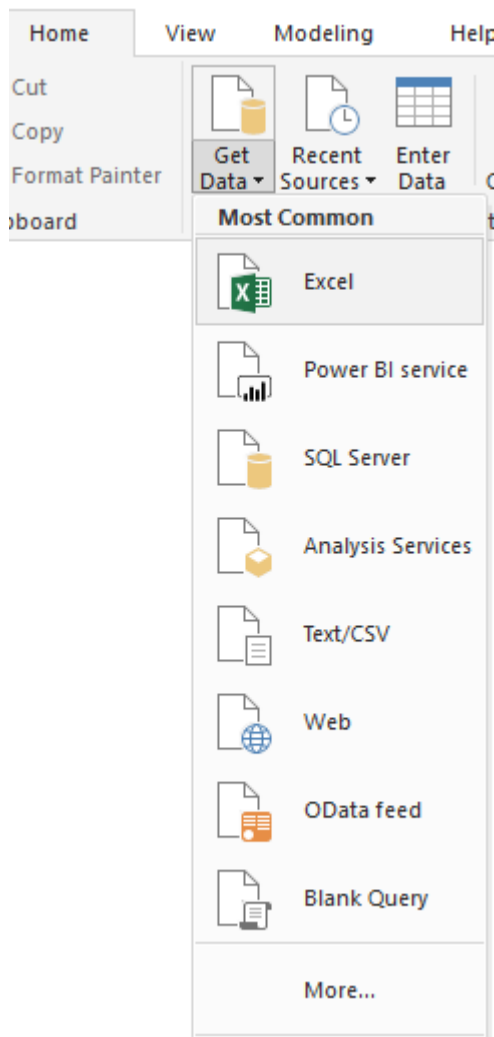 Home View Modeling Help
Cut
Copy
Format Painter
Get Data
Recent Sources
Enter Data
Most Common
Excel
Power BI service
SQL Server
Analysis Services
Text/CSV
Web
OData feed
Blank Query
More...